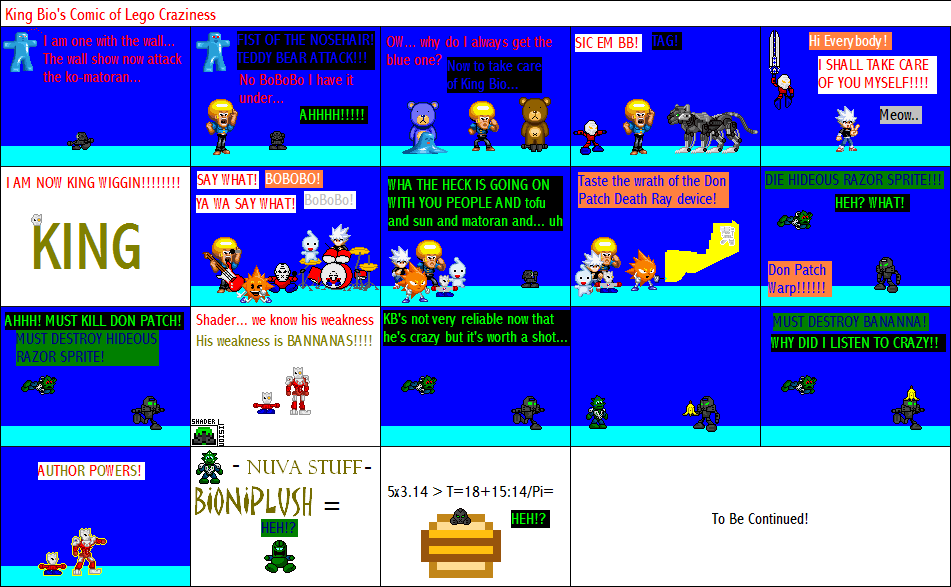 King Bio's Comic of Lego Craziness
I am one with the wall...
The wall show now attack
the ko-matoran...
FIST OF THE NOSEHAIR!
TEDDY BEAR ATTACK!!!
No BoBoBo I have it
under...
AHHHH!!!!!
OW... why do I always get the
blue one?
Now to take care
of King Bio...
SIC EM BB!
TAG!
Hi Everybody!
I SHALL TAKE CARE
OF YOU MYSELF!!!!!
Meow..
I AM NOW KING WIGGIN!!!!!!!!
KING
SAY WHAT!
BOBOBO!
YA WA SAY WHAT!
BoBoBo!
WHA THE HECK IS GOING ON
WITH YOU PEOPLE AND tofu
and sun and matoran and... uh
Taste the wrath of the Don
Patch Death Ray device!
DIE HIDEOUS RAZOR SPRITE!!!
HEH? WHAT!
Don Patch
Warp!!!!!!
AHHH! MUST KILL DON PATCH!
MUST DESTROY HIDEOUS
RAZOR SPRITE!
Shader... we know his weakness
His weakness is BANNANAS!!!!
SHADER
KB's not very reliable now that
he's crazy but it's worth a shot...
MUST DESTROY BANANNA!
WHY DID I LISTEN TO CRAZY!!
AUTHOR POWERS!
- NUVA STUFF-
BIONIPLUSH =
HEH!?
5x3.14 > T=18+15:14/Pi=
HEH!?
To Be Continued!